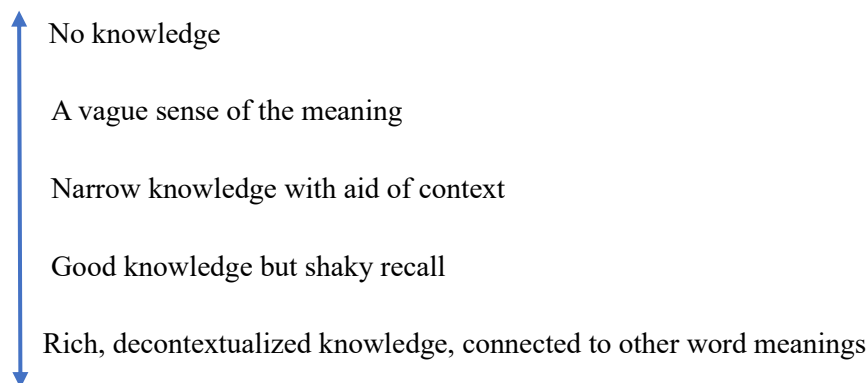 No knowledge
A vague sense of the meaning
Narrow knowledge with aid of context
Good knowledge but shaky recall
Rich, decontextualized knowledge, connected to other word meanings